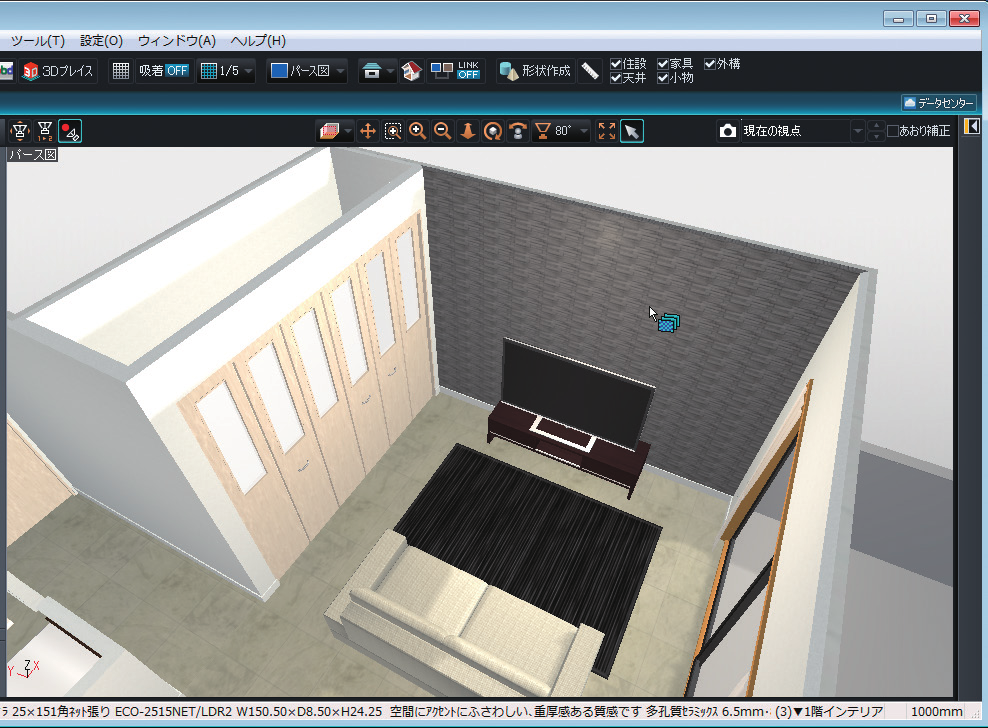 ツール(T) 設定(O) ウィンドウ(A) ヘルプ(H)
3Dプレイス 吸着 OFF 1/5 パース図 LINK OFF 形状作成 住設 家具 外構
天井 小物
データセンター
80° 現在の視点 あおり補正
パース図
Z
Y X
ラ 25×151角ネット張り ECO-2515NET/LDR2 W150.50×D8.50×H24.25 空間にアクセントにふさわしい、重厚感ある質感です 多孔質セラミックス 6.5mm· (3)▼1階インテリア 1000mm